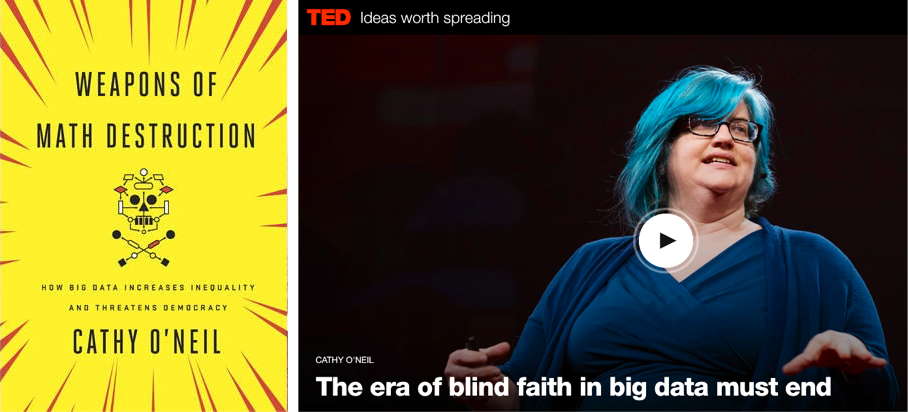 WEAPONS OF
MATH DESTRUCTION
HOW BIG DATA INCREASES INEQUALITY
AND THREATENS DEMOCRACY
CATHY O'NEIL
TED Ideas worth spreading
CATHY O'NEIL
The era of blind faith in big data must end